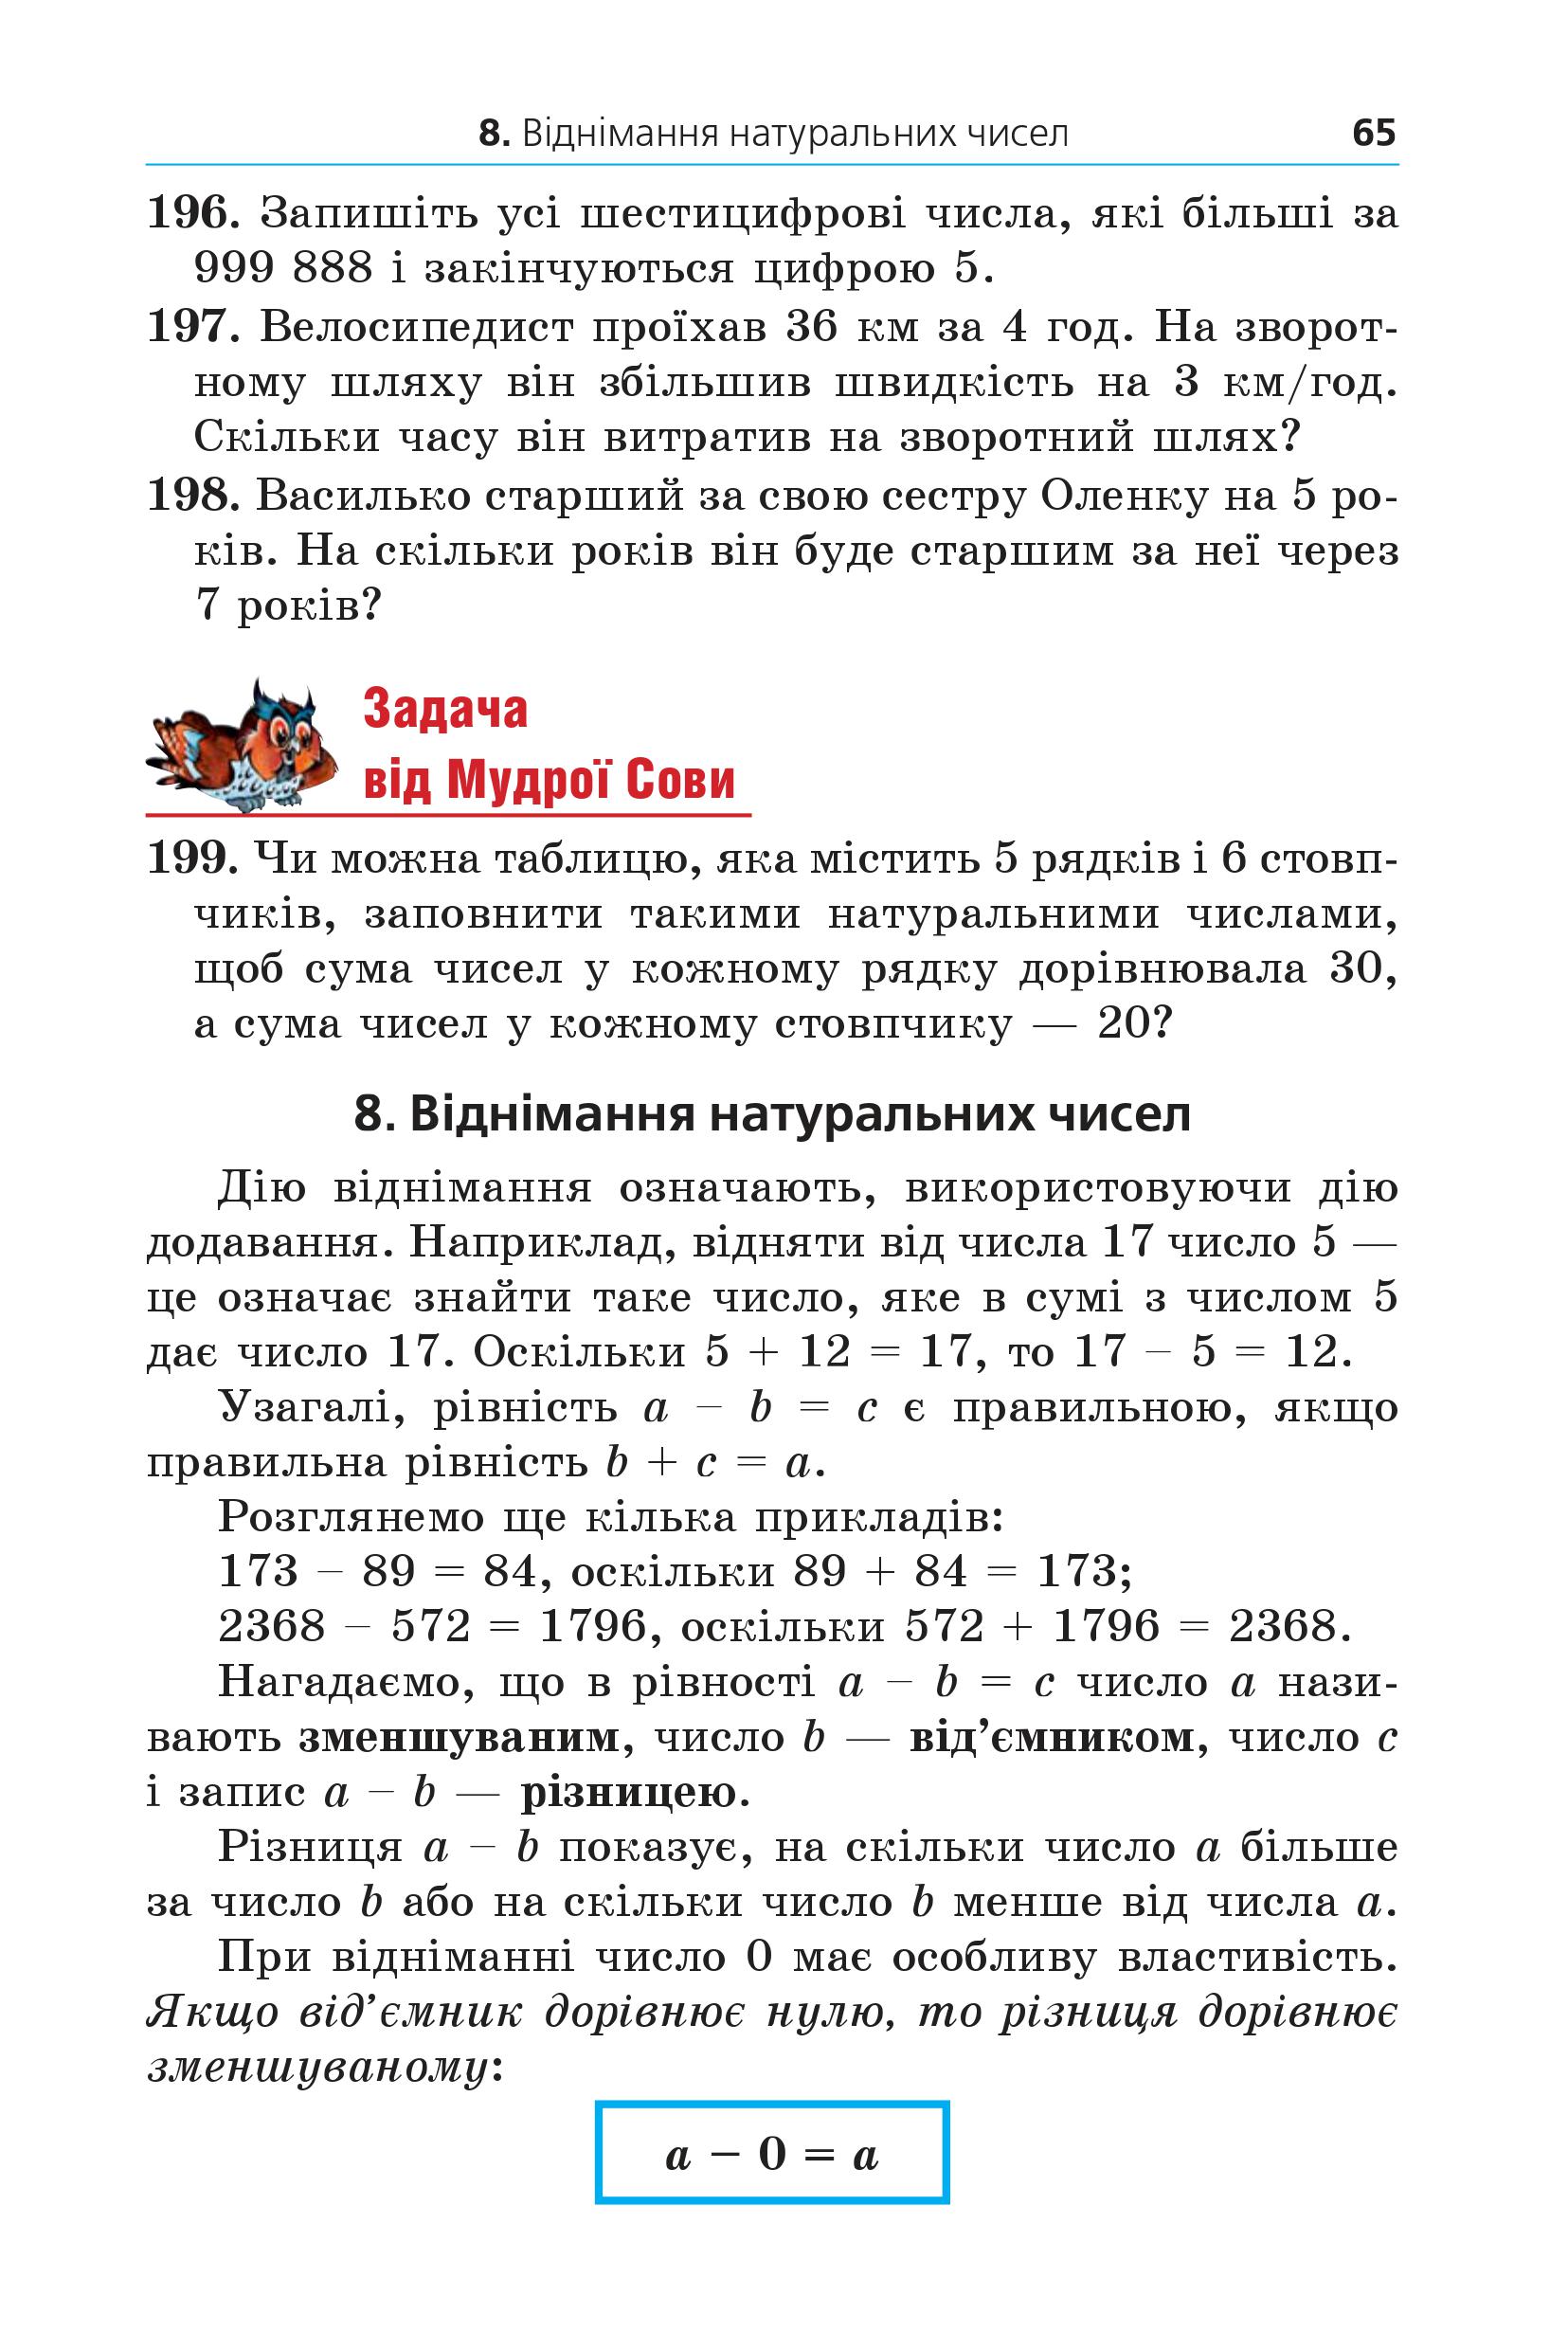 8. Віднімання натуральних чисел 65
196. Запишіть усі шестицифрові числа, які більші за
999 888 і закінчуються цифрою 5.
197. Велосипедист проїхав 36 км за 4 год. На зворот-
ному шляху він збільшив швидкість на 3 км/год.
Скільки часу він витратив на зворотний шлях?
198. Василько старший за свою сестру Оленку на 5 ро-
ків. На скільки років він буде старшим за неї через
7 років?
Задача
від Мудрої Сови
199. Чи можна таблицю, яка містить 5 рядків і 6 стовп-
чиків, заповнити такими натуральними числами,
щоб сума чисел у кожному рядку дорівнювала 30,
а сума чисел у кожному стовпчику — 20?
8. Віднімання натуральних чисел
Дію віднімання означають, використовуючи дію
додавання. Наприклад, відняти від числа 17 число 5 —
це означає знайти таке число, яке в сумі з числом 5
дає число 17. Оскільки 5 + 12 = 17, то 17 – 5 = 12.
Узагалі, рівність a – b = c є правильною, якщо
правильна рівність b + c = a.
Розглянемо ще кілька прикладів:
173 – 89 = 84, оскільки 89 + 84 = 173;
2368 – 572 = 1796, оскільки 572 + 1796 = 2368.
Нагадаємо, що в рівності a – b = c число a нази-
вають зменшуваним, число b — від’ємником, число c
і запис a – b — різницею.
Різниця a – b показує, на скільки число a більше
за число b або на скільки число b менше від числа a.
При відніманні число 0 має особливу властивість.
Якщо від’ємник дорівнює нулю, то різниця дорівнює
зменшуваному:
a – 0 = a